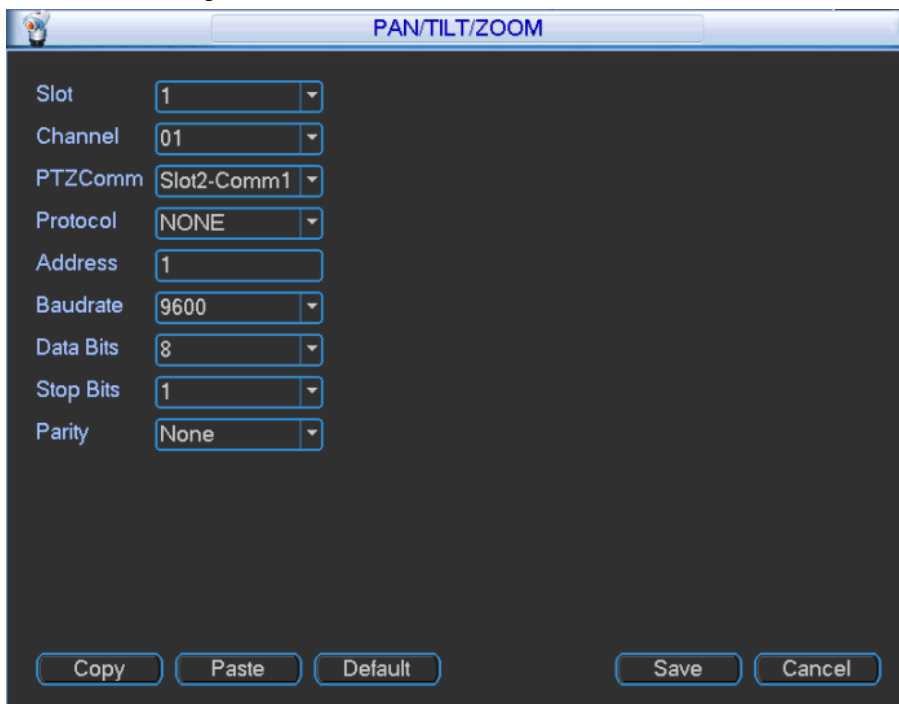 PAN/TILT/ZOOM
Slot 1
Channel 01
PTZComm Slot2-Comm1
Protocol NONE
Address 1
Baudrate 9600
Data Bits 8
Stop Bits 1
Parity None
Copy Paste Default Save Cancel